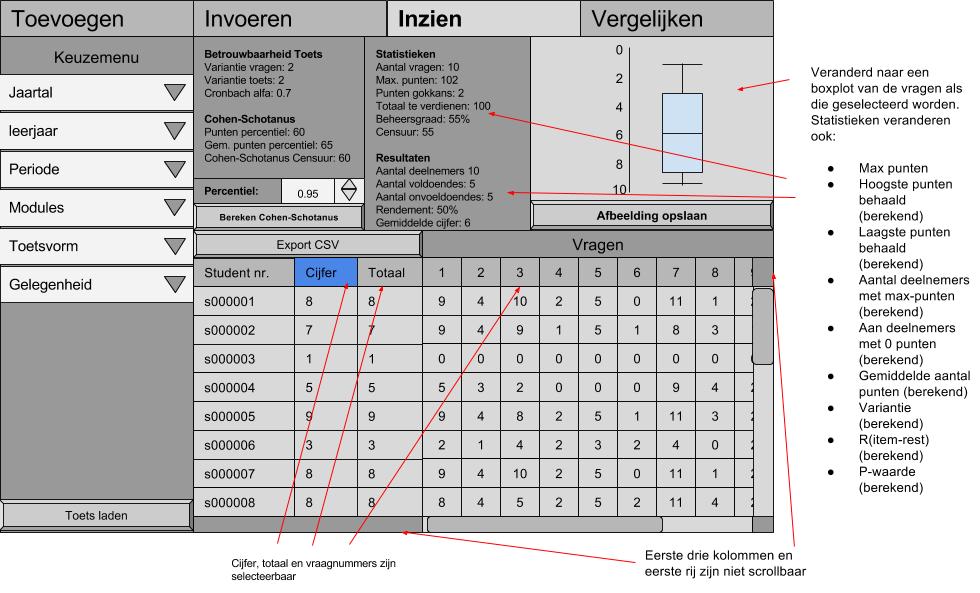 Toevoegen
Invoeren
Inzien
Vergelijken
Keuzemenu
Jaartal
leerjaar
Periode
Modules
Toetsvorm
Gelegenheid
Toets laden
Betrouwbaarheid Toets
Variantie vragen: 2
Variantie toets: 2
Cronbach alfa: 0.7
Cohen-Schotanus
Punten percentiel: 60
Gem. punten percentiel: 65
Cohen-Schotanus Censuur: 60
Percentiel:
0.95
Bereken Cohen-Schotanus
Statistieken
Aantal vragen: 10
Max. punten: 102
Punten gokkans: 2
Totaal te verdienen: 100
Beheersgraad: 55%
Censuur: 55
Resultaten
Aantal deelnemers 10
Aantal voldoendes: 5
Aantal onvoeldoendes: 5
Rendement: 50%
Gemiddelde cijfer: 6
0
2
4
6
8
10
Afbeelding opslaan
Export CSV
Vragen
Student nr. Cijfer Totaal 1 2 3 4 5 6 7 8
s000001 8 8 9 4 10 2 5 0 11 1
s000002 7 7 9 4 9 1 5 1 8 3
s000003 1 1 0 0 0 0 0 0 0 0
s000004 5 5 5 3 2 0 0 0 9 4
s000005 9 9 9 4 8 2 5 1 11 3
s000006 3 3 2 1 4 2 3 2 4 0
s000007 8 8 9 4 10 2 5 0 11 1
s000008 8 8 8 4 5 2 5 2 11 4
Veranderd naar een
boxplot van de vragen als
die geselecteerd worden.
Statistieken veranderen
ook:
● Max punten
● Hoogste punten
behaald
(berekend)
● Laagste punten
behaald
(berekend)
● Aantal deelnemers
met max-punten
(berekend)
● Aan deelnemers
met 0 punten
(berekend)
● Gemiddelde aantal
punten (berekend)
● Variantie
(berekend)
● R(item-rest)
(berekend)
● P-waarde
(berekend)
Cijfer, totaal en vraagnummers zijn
selecteerbaar
Eerste drie kolommen en
eerste rij zijn niet scrollbaar